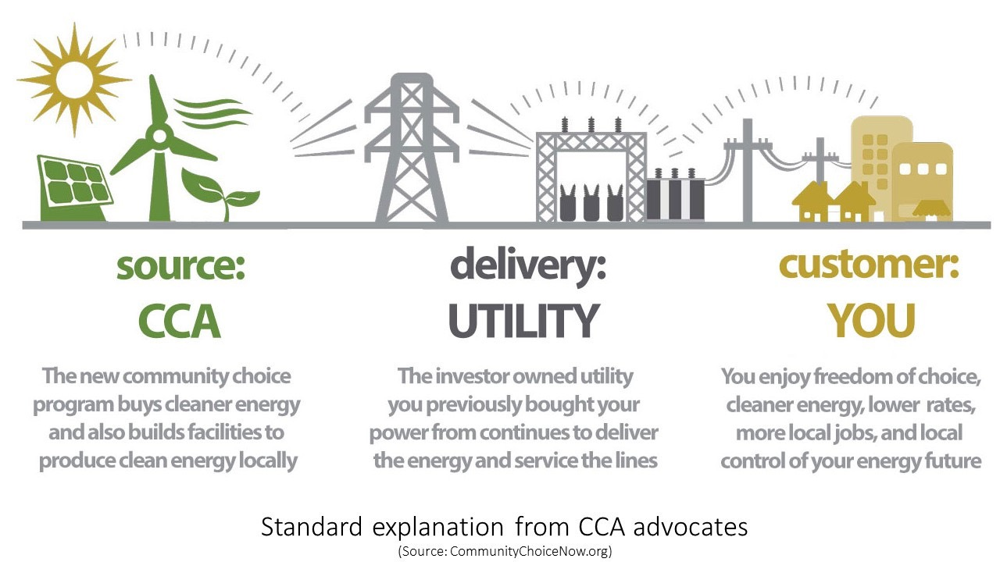 source:
CCA
The new community choice
program buys cleaner energy
and also builds facilities to
produce clean energy locally
delivery:
UTILITY
The investor owned utility
you previously bought your
power from continues to deliver
the energy and service the lines
customer:
YOU
You enjoy freedom of choice,
cleaner energy, lower rates,
more local jobs, and local
control of your energy future
Standard explanation from CCA advocates
(Source: CommunityChoiceNow.org)